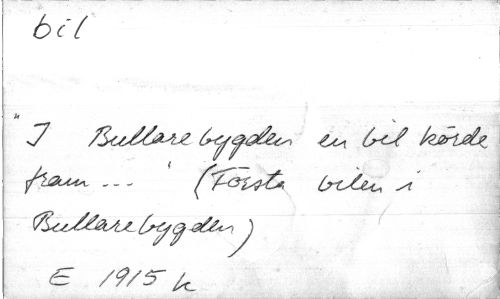 bil
"I Bullarebygden en bil körde
fram ..." (Första bilen i
Bullarebygden)
E 1915 k